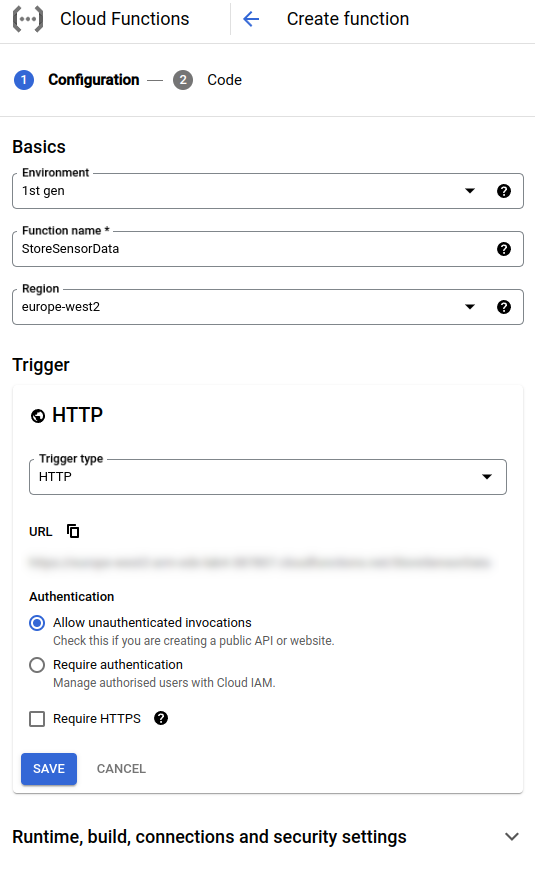 Cloud Functions
Create function
1 Configuration — 2 Code
Basics
Environment
1st gen
Function name *
StoreSensorData
Region
europe-west2
Trigger
HTTP
Trigger type
HTTP
URL
Authentication
Allow unauthenticated invocations
Check this if you are creating a public API or website.
Require authentication
Manage authorised users with Cloud IAM.
Require HTTPS
SAVE CANCEL
Runtime, build, connections and security settings